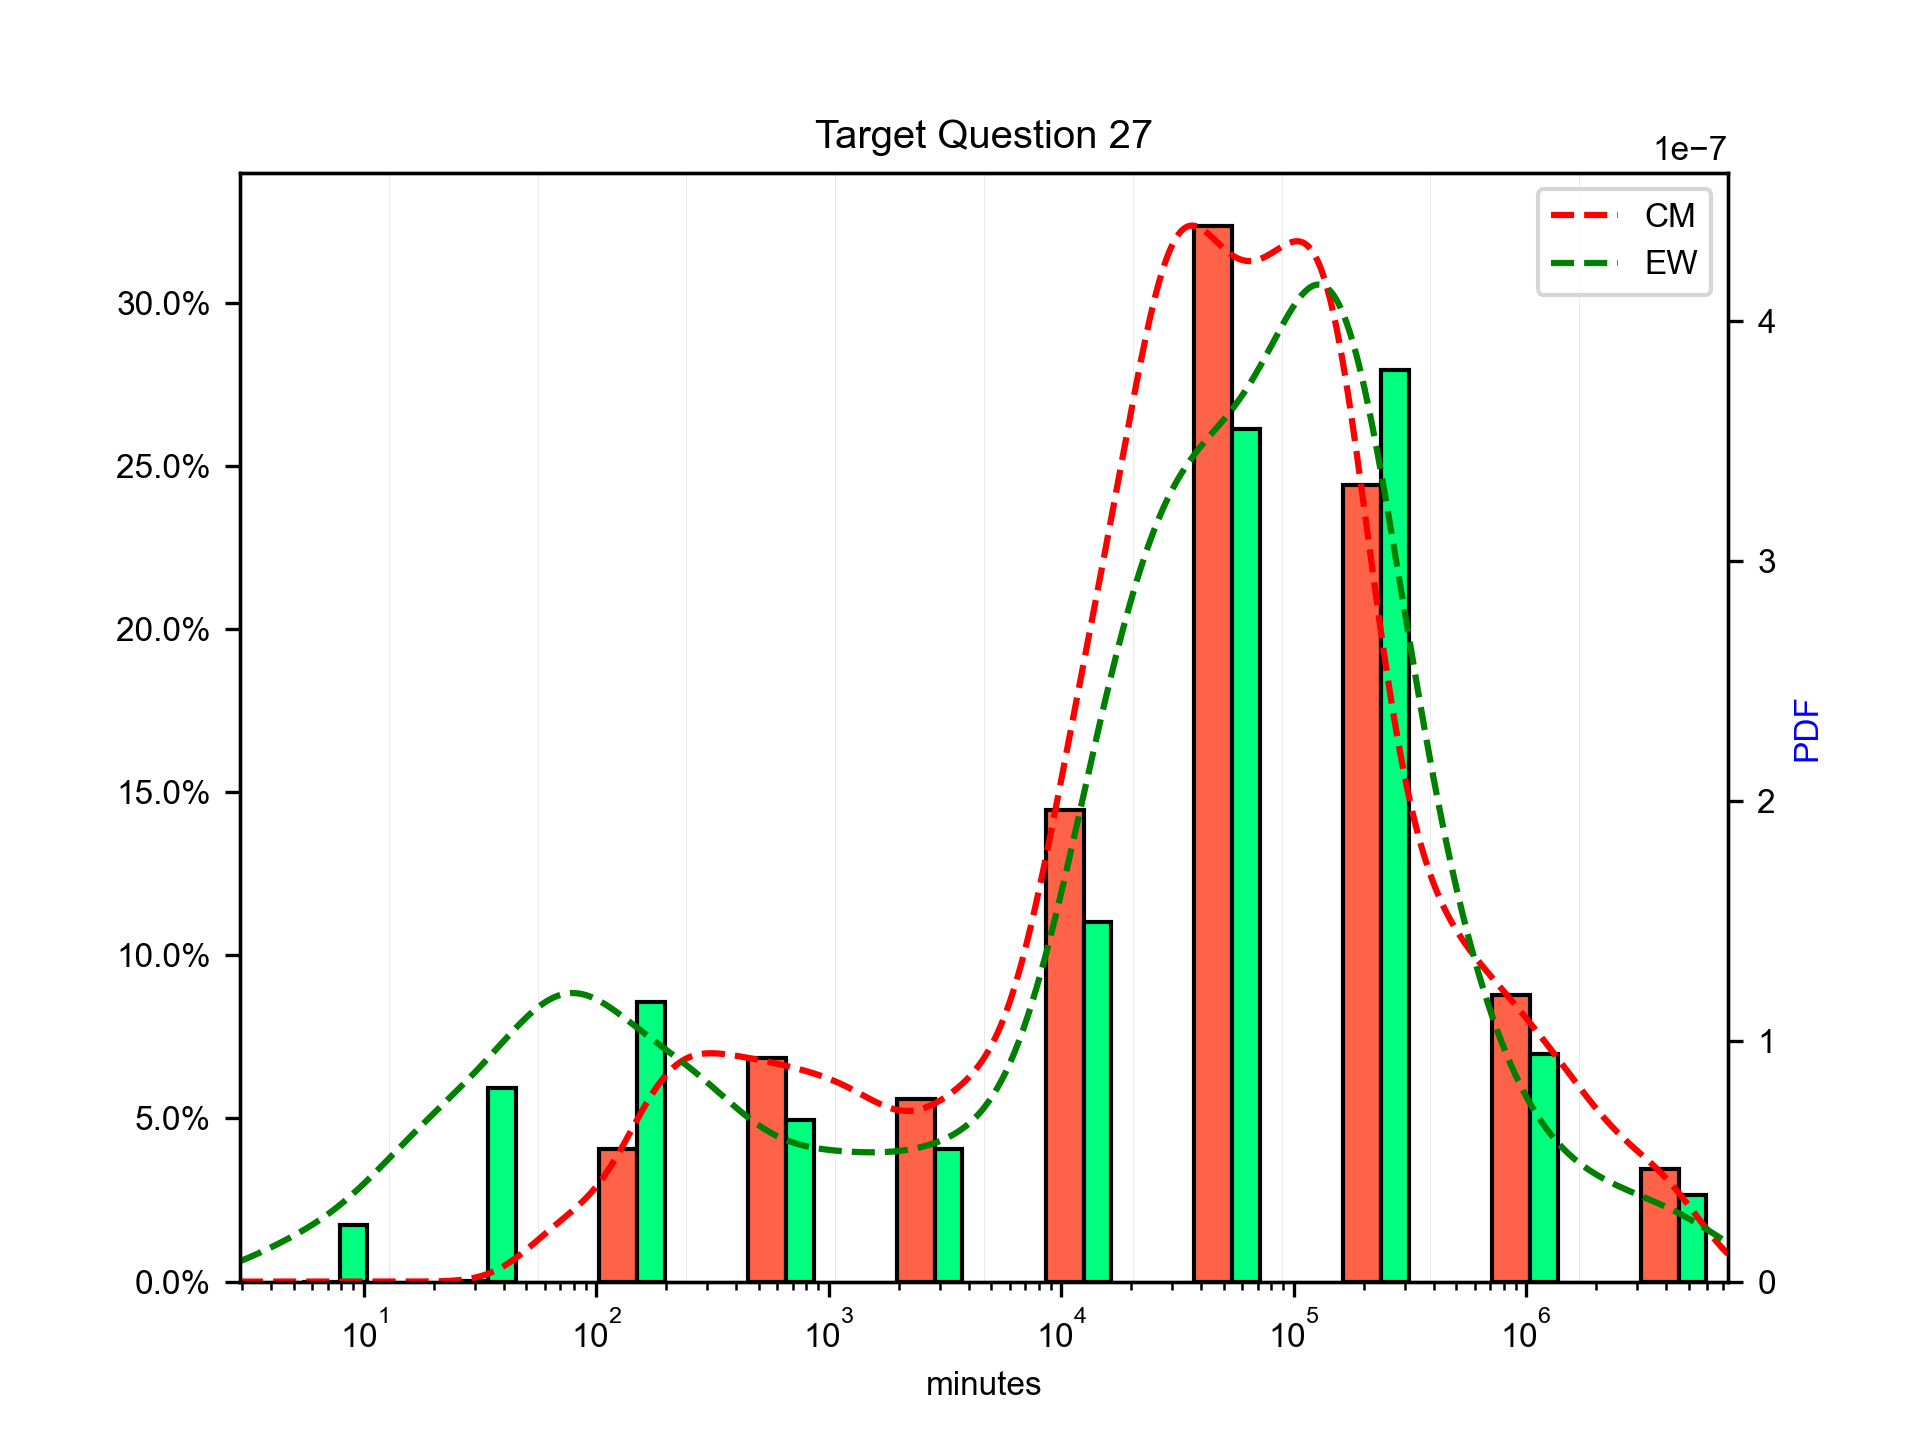 Target Question 27
1e−7
CM
EW
30.0%
25.0%
20.0%
15.0%
10.0%
5.0%
0.0%
4
3
2
1
0
PDF
10¹ 10² 10³ 10⁴ 10⁵ 10⁶
minutes